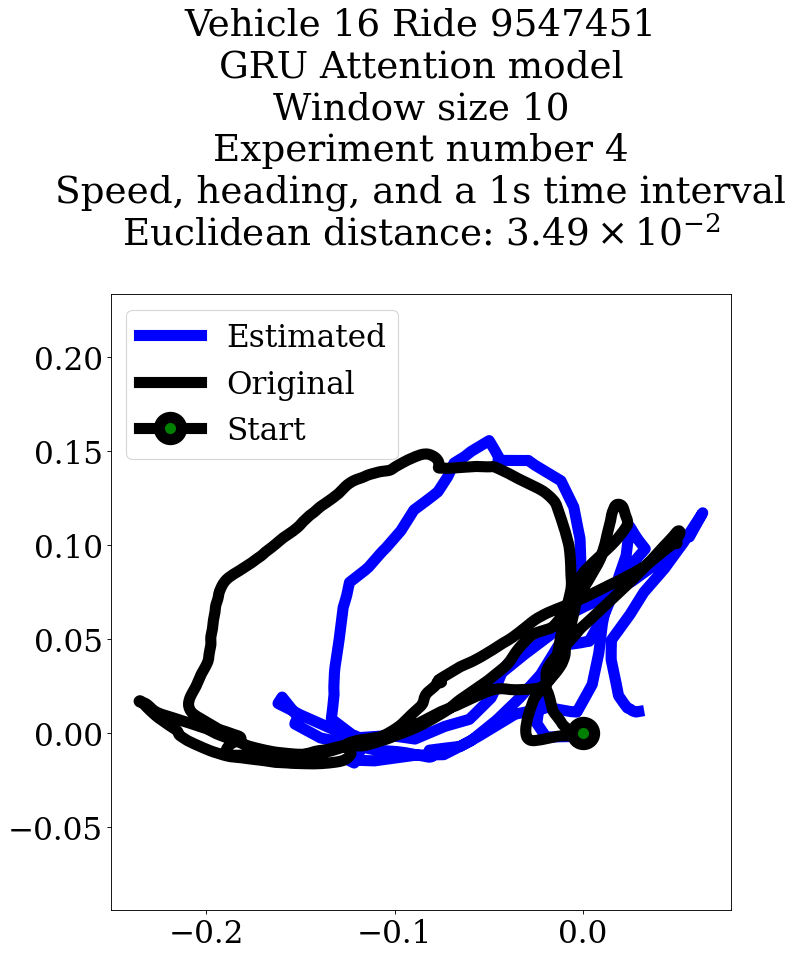 Vehicle 16 Ride 9547451
GRU Attention model
Window size 10
Experiment number 4
Speed, heading, and a 1s time interval
Euclidean distance: 3.49 × 10⁻²
Estimated
Original
Start
0.20
0.15
0.10
0.05
0.00
−0.05
−0.2 −0.1 0.0